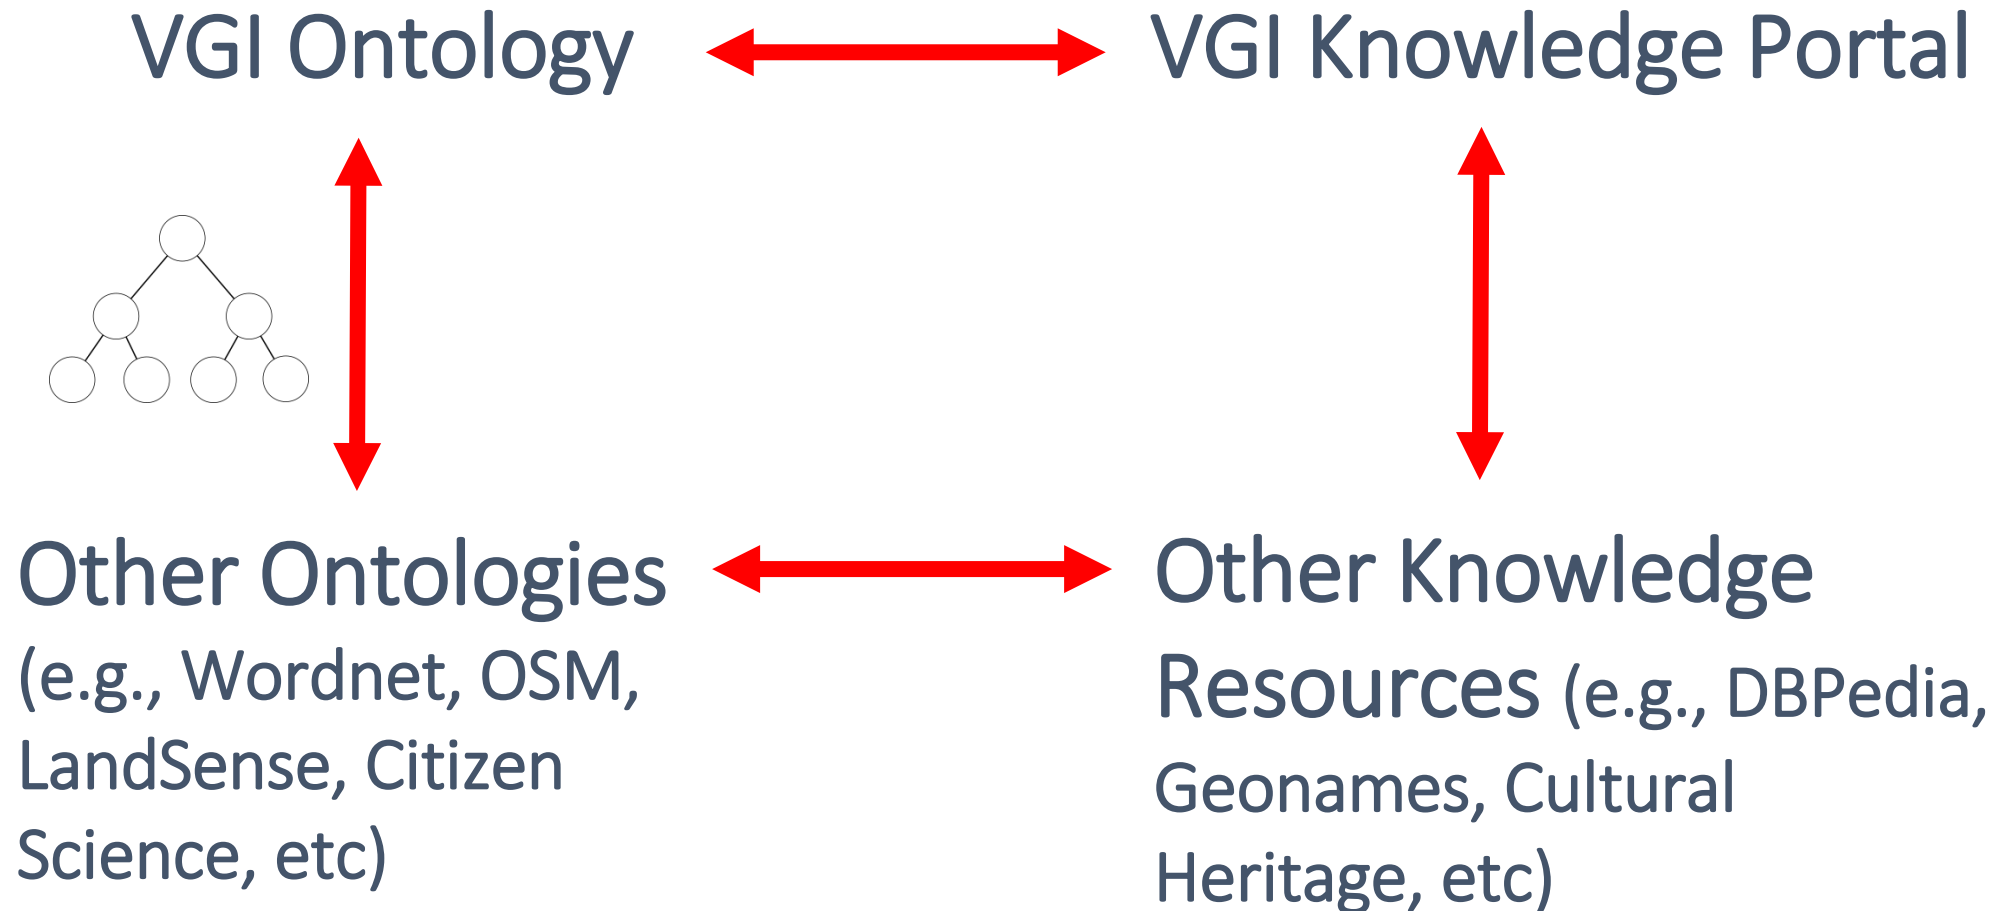 VGI Ontology
VGI Knowledge Portal
Other Ontologies
(e.g., Wordnet, OSM,
LandSense, Citizen
Science, etc)
Other Knowledge
Resources (e.g., DBPedia,
Geonames, Cultural
Heritage, etc)